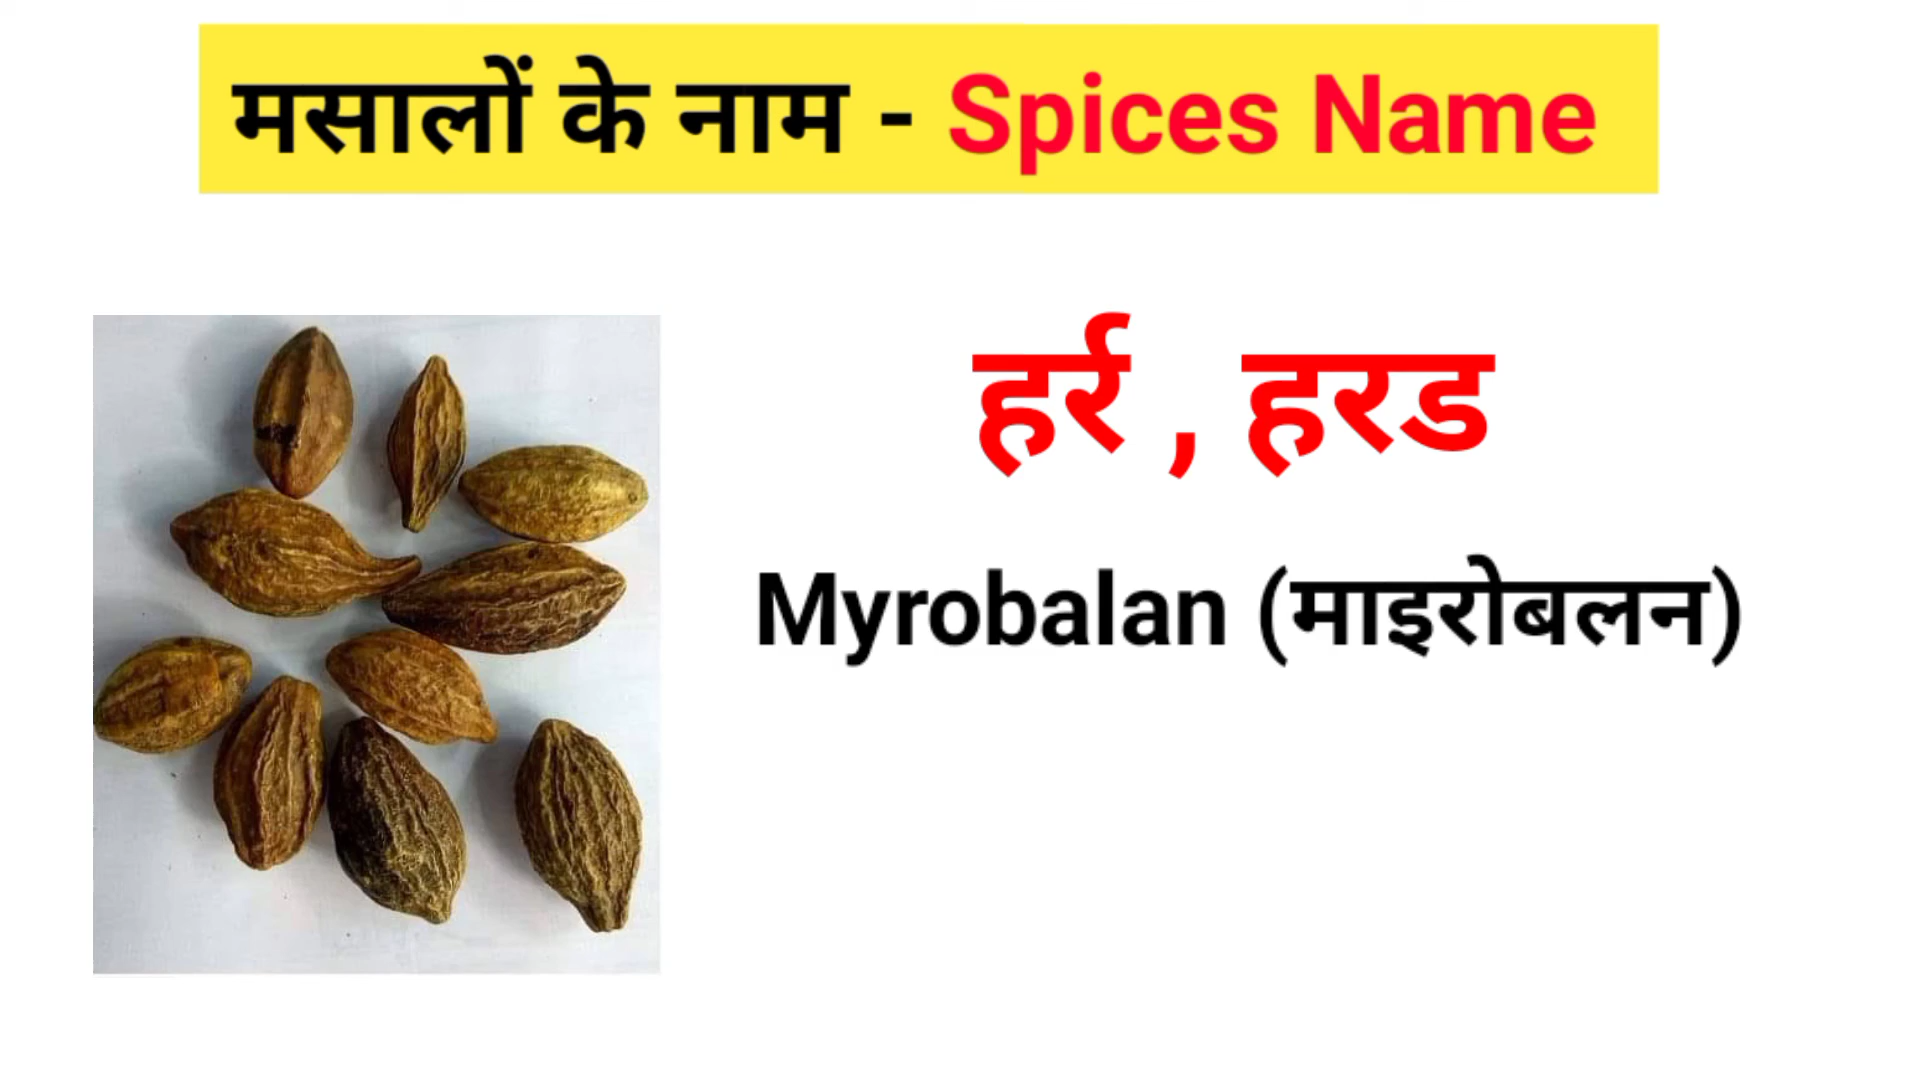 मसालों के नाम - Spices Name
हर्र , हरड
Myrobalan (माइरोबलन)